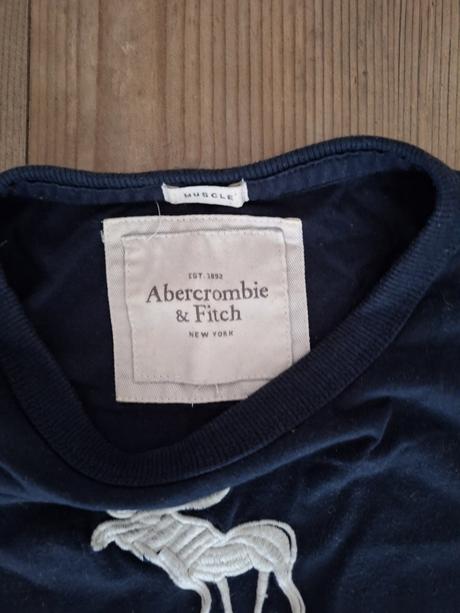 MUSCLE
EST. 1892
Abercrombie
& Fitch
NEW YORK